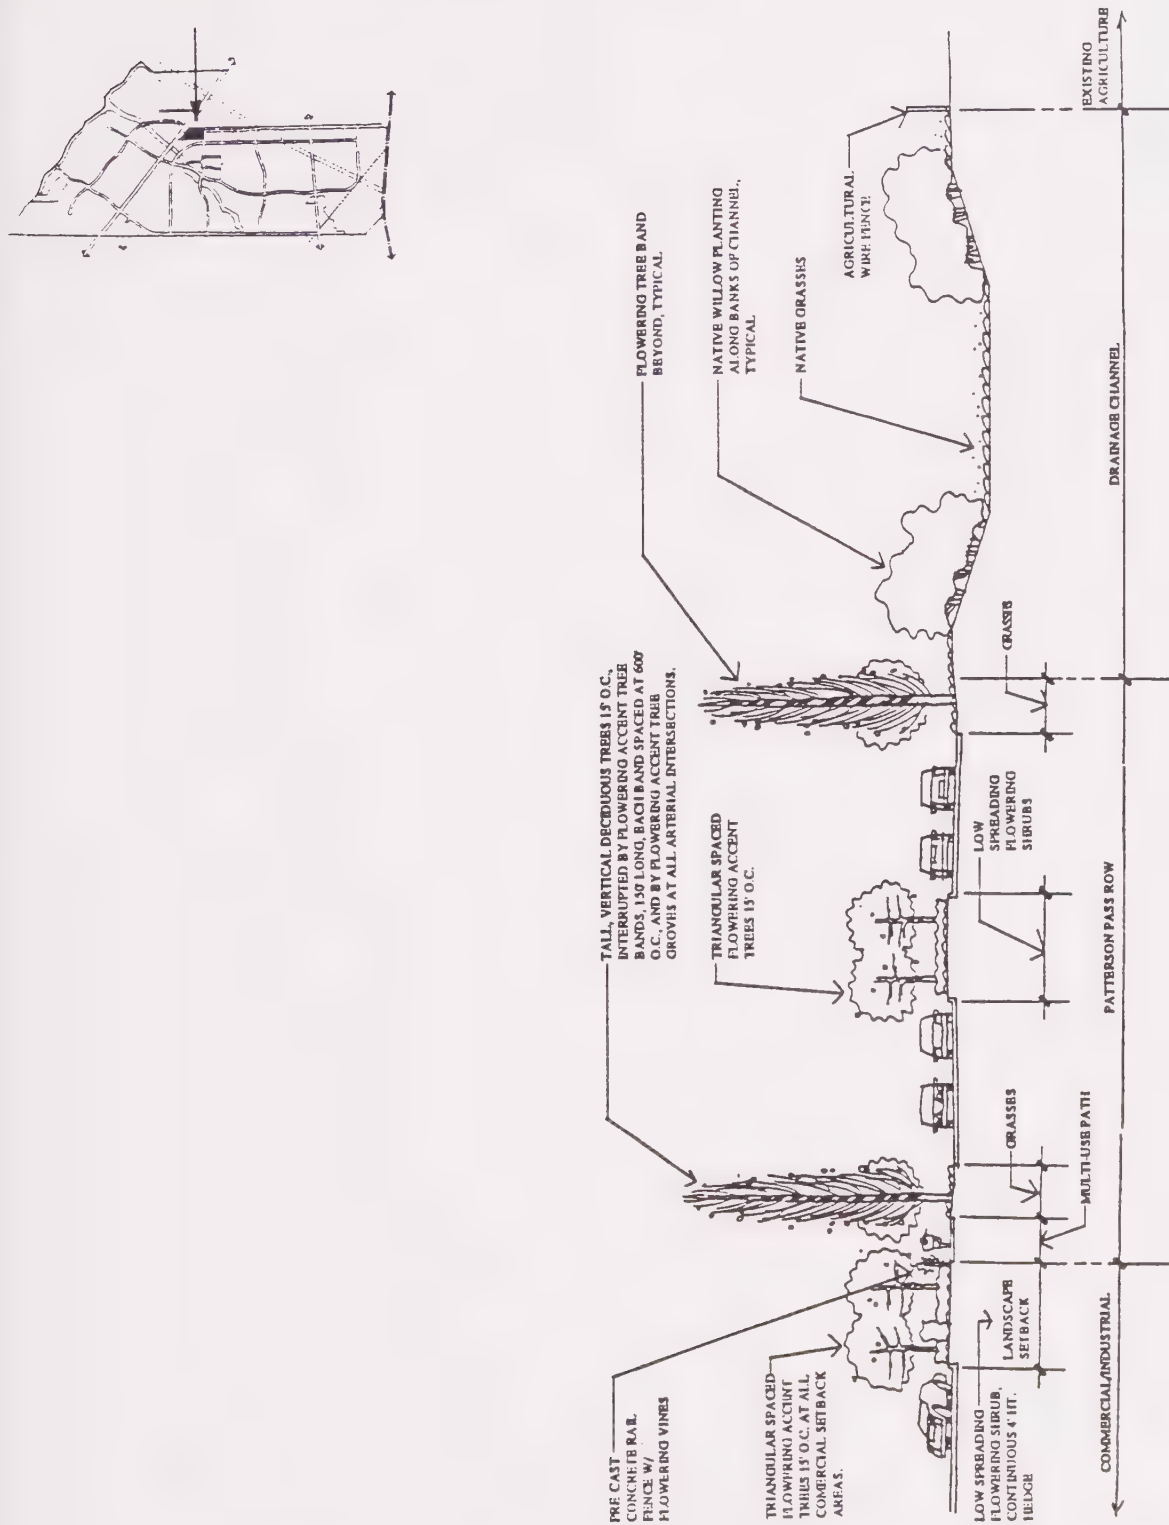 PRE CAST
CONCRETE RAIL
FENCE W/
FLOWERING VINES
TRIANGULAR SPACED
FLOWERING ACCENT
TREES 15' O.C. AT ALL
COMERCIAL SETBACK
AREAS.
LOW SPREADING
FLOWERING SHRUB,
CONTINUOUS 4' HT.
HEDGE
TALL, VERTICAL DECIDUOUS TREES 15' O.C.,
INTERRUPTED BY FLOWERING ACCENT TREE
BANDS, 150' LONG, EACH BAND SPACED AT 600'
O.C., AND BY FLOWERING ACCENT TREE
GROVES AT ALL ARTERIAL INTERSECTIONS.
TRIANGULAR SPACED
FLOWERING ACCENT
TREES 15' O.C.
FLOWERING TREE BAND
BEYOND, TYPICAL
NATIVE WILLOW PLANTING
ALONG BANKS OF CHANNEL,
TYPICAL
NATIVE GRASSES
AGRICULTURAL
WIRE FENCE
LANDSCAPE
SETBACK
GRASSES
MULTI-USE PATH
LOW
SPREADING
FLOWERING
SHRUBS
GRASSES
COMMERCIAL/INDUSTRIAL
PATTERSON PASS ROW
DRAINAGE CHANNEL
EXISTING
AGRICULTURE